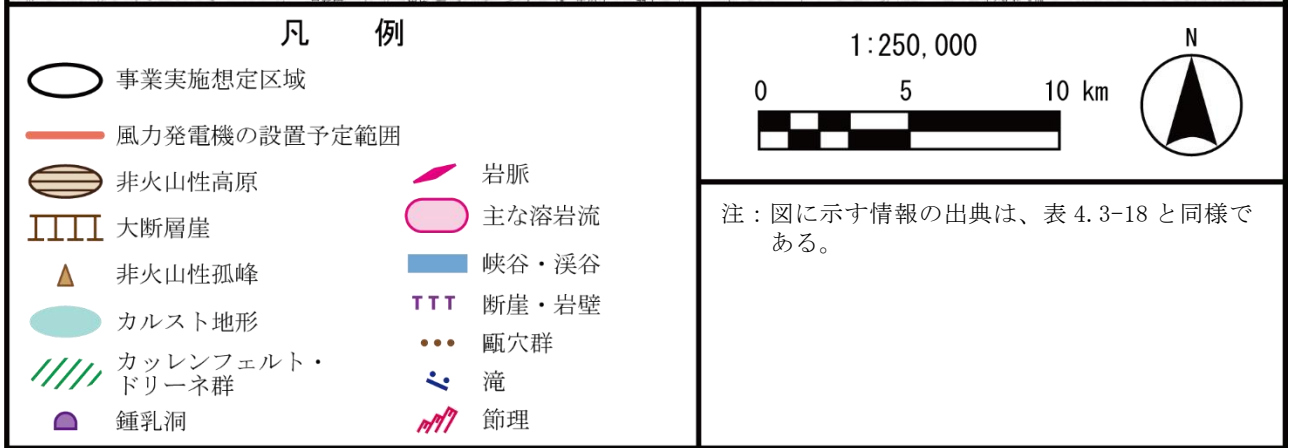 凡 例
事業実施想定区域
風力発電機の設置予定範囲
非火山性高原
大断層崖
非火山性孤峰
カルスト地形
カッレンフェルト・
ドリーネ群
鍾乳洞
岩脈
主な溶岩流
峡谷・渓谷
断崖・岩壁
甌穴群
滝
節理
1:250,000
0 5 10 km
N
注：図に示す情報の出典は、表 4.3-18 と同様で
ある。